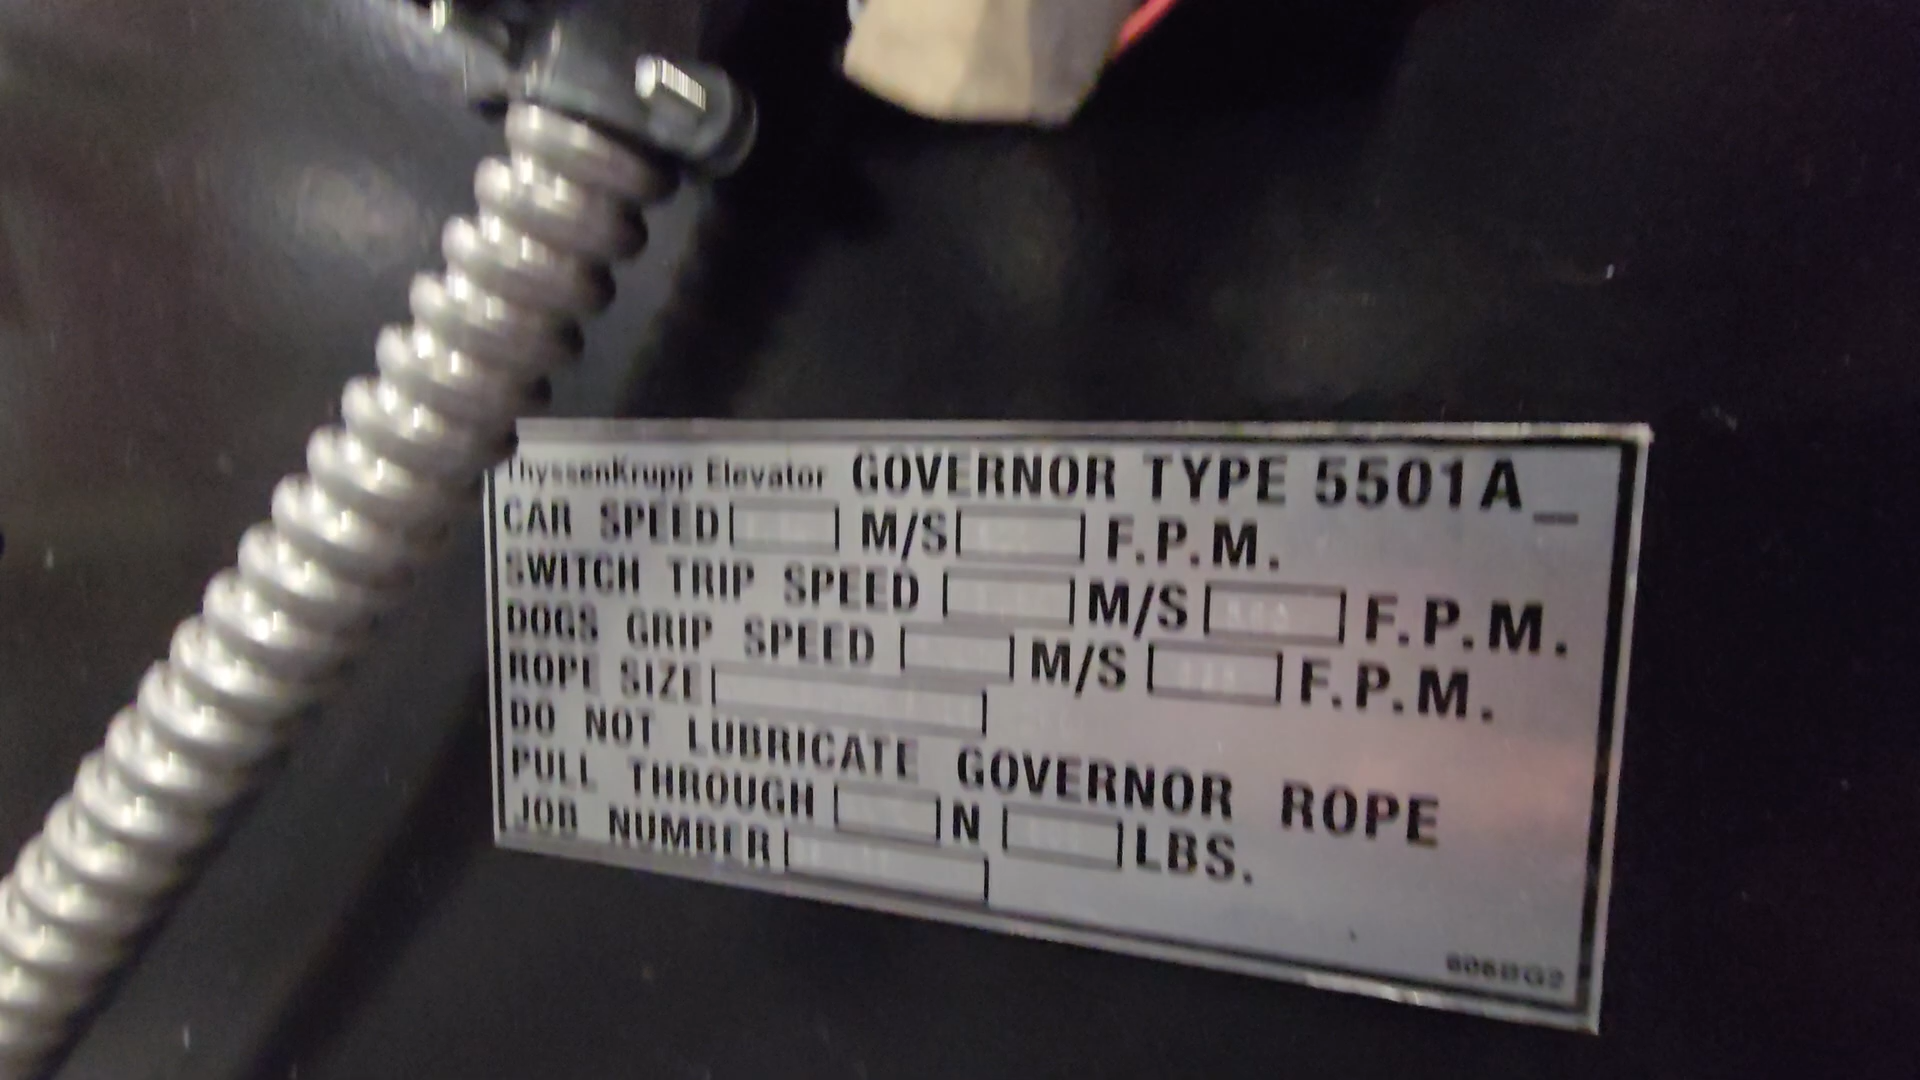 ThyssenKrupp Elevator GOVERNOR TYPE 5501A_
CAR SPEED M/S F.P.M.
SWITCH TRIP SPEED M/S F.P.M.
DOGS GRIP SPEED M/S F.P.M.
ROPE SIZE
DO NOT LUBRICATE GOVERNOR ROPE
PULL THROUGH N LBS.
JOB NUMBER